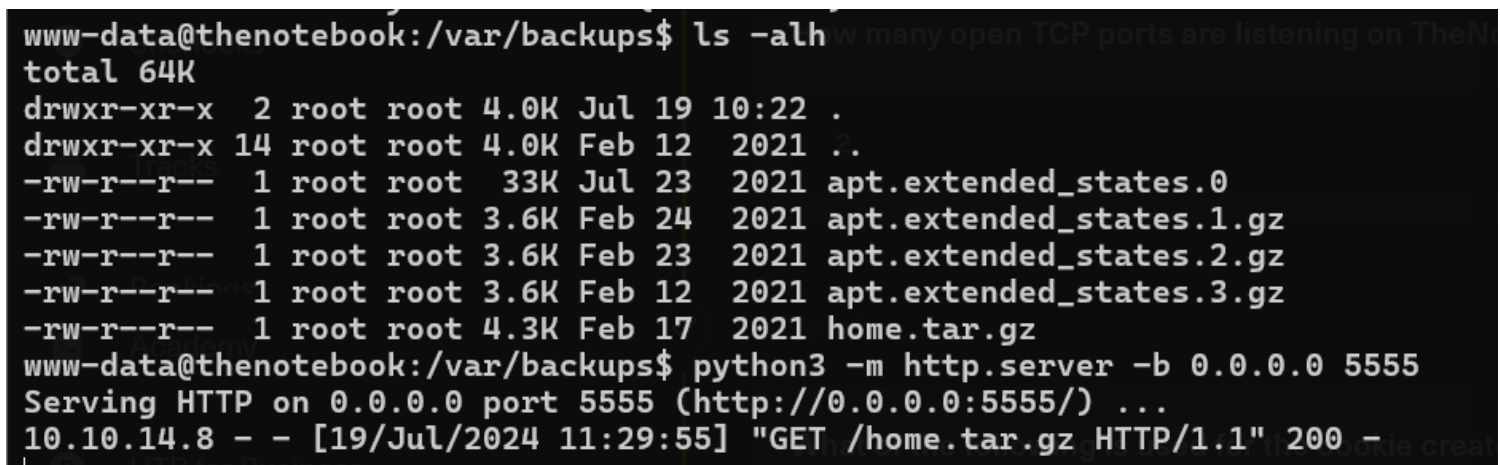 www-data@thenotebook:/var/backups$ ls -alh
total 64K
drwxr-xr-x  2 root root 4.0K Jul 19 10:22 .
drwxr-xr-x 14 root root 4.0K Feb 12  2021 ..
-rw-r--r--  1 root root  33K Jul 23  2021 apt.extended_states.0
-rw-r--r--  1 root root 3.6K Feb 24  2021 apt.extended_states.1.gz
-rw-r--r--  1 root root 3.6K Feb 23  2021 apt.extended_states.2.gz
-rw-r--r--  1 root root 3.6K Feb 12  2021 apt.extended_states.3.gz
-rw-r--r--  1 root root 4.3K Feb 17  2021 home.tar.gz
www-data@thenotebook:/var/backups$ python3 -m http.server -b 0.0.0.0 5555
Serving HTTP on 0.0.0.0 port 5555 (http://0.0.0.0:5555/) ...
10.10.14.8 - - [19/Jul/2024 11:29:55] "GET /home.tar.gz HTTP/1.1" 200 -